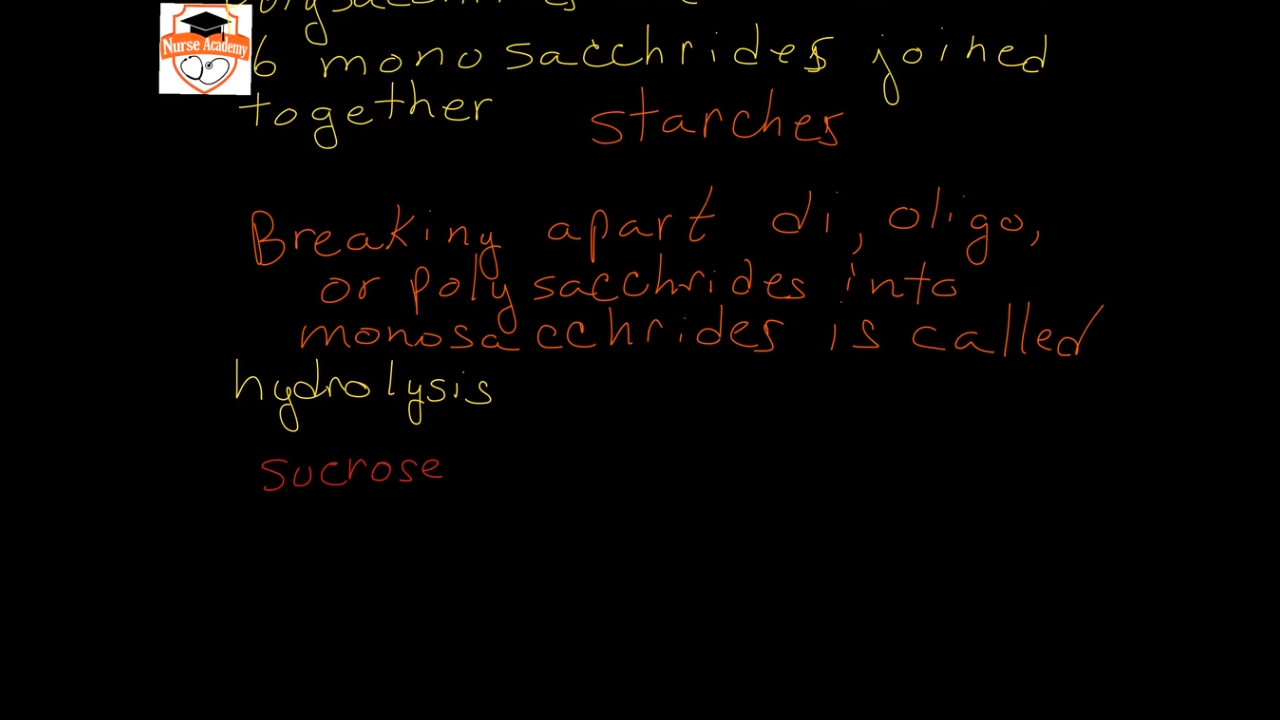 Nurse Academy
6 monosacchrides joined
together starches
Breaking apart di, oligo,
or polysacchrides into
monosacchrides is called
hydrolysis
sucrose